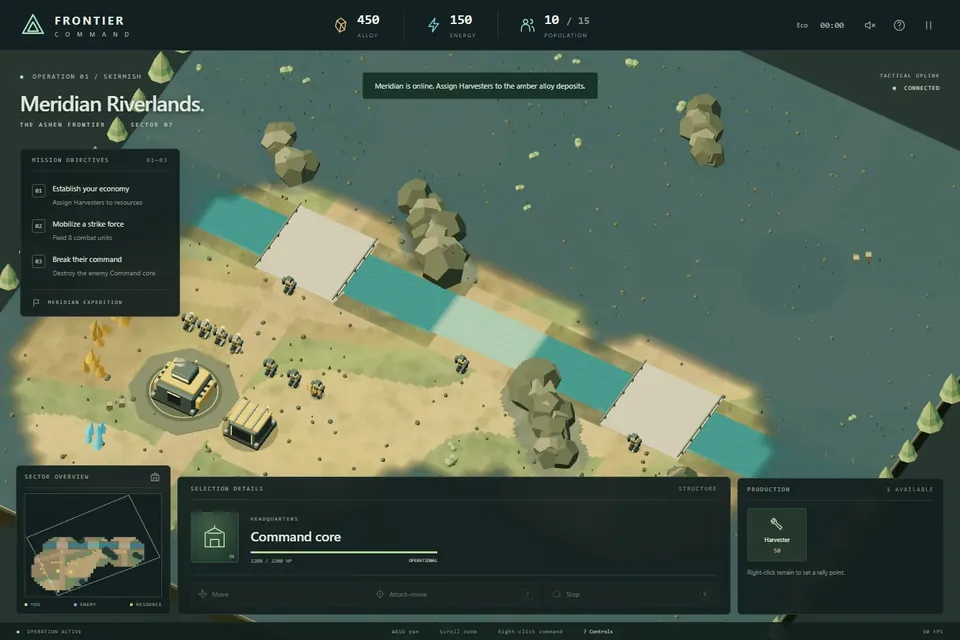 FRONTIER
COMMAND
450
ALLOY
150
ENERGY
10 / 15
POPULATION
Eco 00:00
OPERATION 01 / SKIRMISH
Meridian Riverlands.
THE ASHEN FRONTIER SECTOR 07
Meridian is online. Assign Harvesters to the amber alloy deposits.
TACTICAL UPLINK
CONNECTED
MISSION OBJECTIVES 01—03
01 Establish your economy
Assign Harvesters to resources
02 Mobilize a strike force
Field 8 combat units
03 Break their command
Destroy the enemy Command core
MERIDIAN EXPEDITION
SECTOR OVERVIEW
YOU ENEMY RESOURCE
SELECTION DETAILS STRUCTURE
HEADQUARTERS
Command core
2200 / 2200 HP OPERATIONAL
Move Attack-move Stop
PRODUCTION 1 AVAILABLE
Harvester
50
Right-click terrain to set a rally point.
OPERATION ACTIVE
WASD pan Scroll zoom Right-click command ? Controls
60 FPS